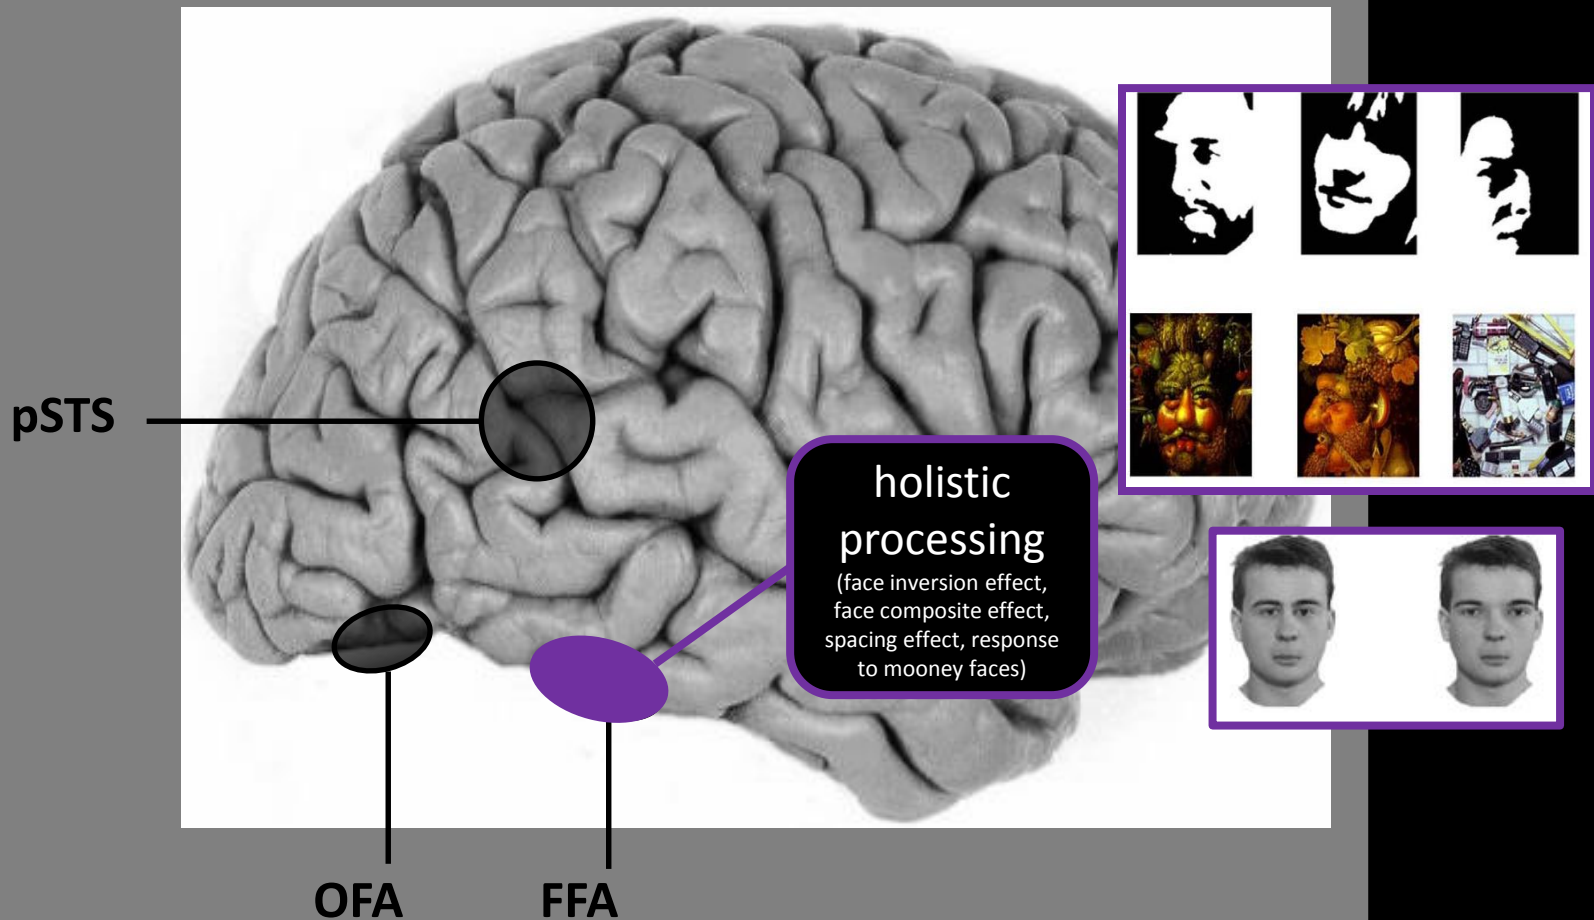 pSTS
holistic
processing
(face inversion effect,
face composite effect,
spacing effect, response
to mooney faces)
OFA
FFA